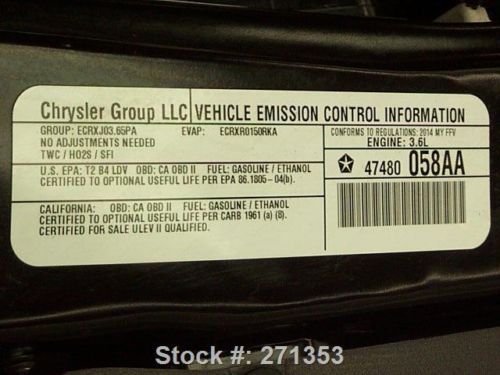 Chrysler Group LLC VEHICLE EMISSION CONTROL INFORMATION
GROUP: ECRXJ03.65PA EVAP: ECRXR0150RKA
NO ADJUSTMENTS NEEDED
TWC / HO2S / SFI
CONFORMS TO REGULATIONS: 2014 MY FFV
ENGINE: 3.6L
47480 058AA
U.S. EPA: T2 B4 LDV OBD: CA OBD II FUEL: GASOLINE / ETHANOL
CERTIFIED TO OPTIONAL USEFUL LIFE PER EPA 86.1805-04(b).
CALIFORNIA: OBD: CA OBD II FUEL: GASOLINE / ETHANOL
CERTIFIED TO OPTIONAL USEFUL LIFE PER CARB 1961 (a) (8).
CERTIFIED FOR SALE ULEV II QUALIFIED.
Stock #: 271353